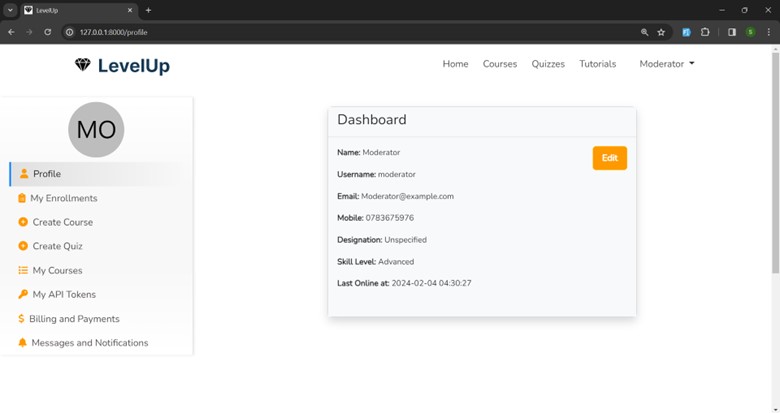 LevelUp
127.0.0.1:8000/profile
S
LevelUp
Home Courses Quizzes Tutorials Moderator
MO
Profile
My Enrollments
Create Course
Create Quiz
My Courses
My API Tokens
Billing and Payments
Messages and Notifications
Dashboard
Edit
Name: Moderator
Username: moderator
Email: Moderator@example.com
Mobile: 0783675976
Designation: Unspecified
Skill Level: Advanced
Last Online at: 2024-02-04 04:30:27